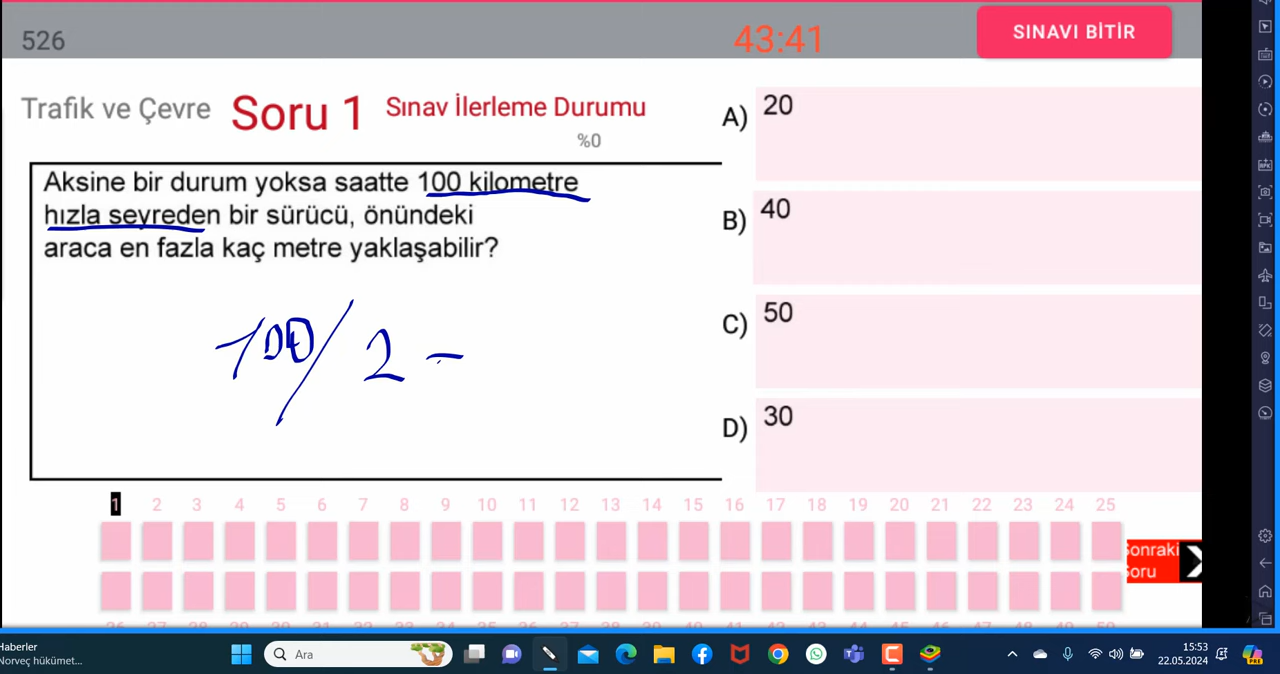 526
43:41
SINAVI BİTİR
Trafik ve Çevre
Soru 1
Sınav İlerleme Durumu
%0
Aksine bir durum yoksa saatte 100 kilometre
hızla seyreden bir sürücü, önündeki
araca en fazla kaç metre yaklaşabilir?
100/2 =
A) 20
B) 40
C) 50
D) 30
1 2 3 4 5 6 7 8 9 10 11 12 13 14 15 16 17 18 19 20 21 22 23 24 25
Sonraki
Soru
Haberler
Norveç hükümet...
Ara
15:53
22.05.2024
PRE